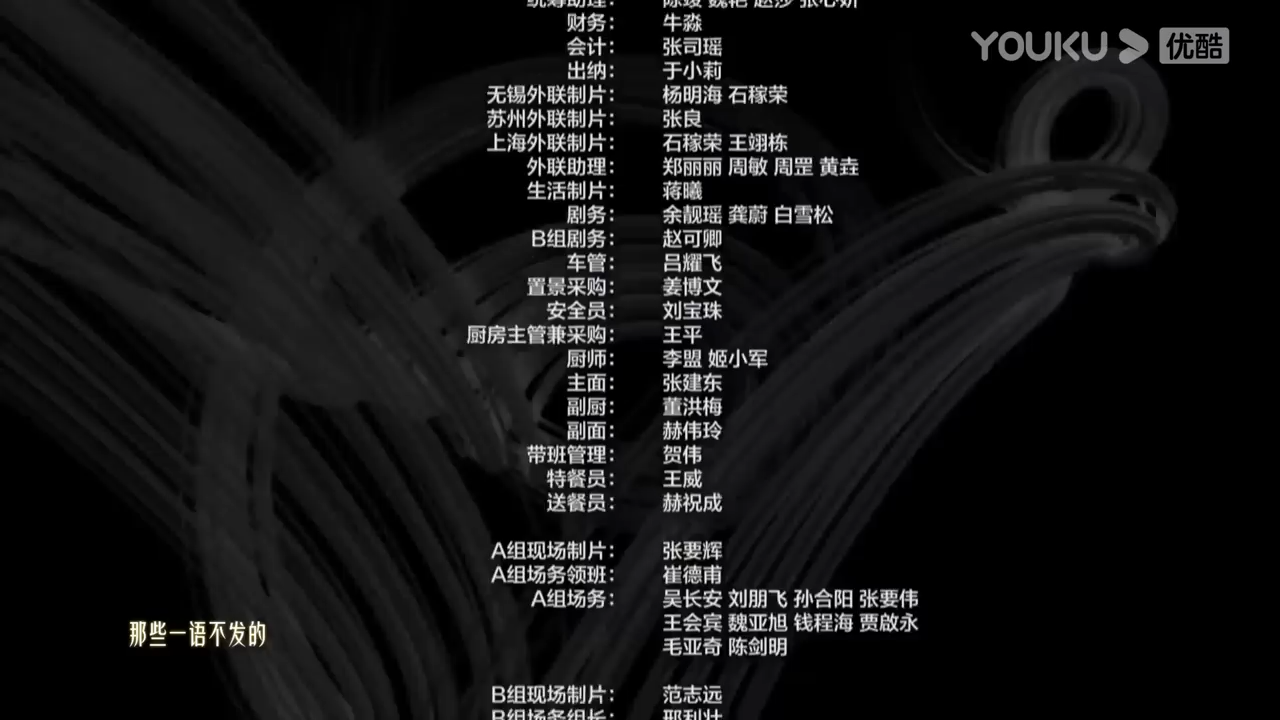 YOUKU 优酷
财务： 牛淼
会计： 张司瑶
出纳： 于小莉
无锡外联制片： 杨明海 石稼荣
苏州外联制片： 张良
上海外联制片： 石稼荣 王翊栋
外联助理： 郑丽丽 周敏 周罡 黄垚
生活制片： 蒋曦
剧务： 余靓瑶 龚蔚 白雪松
B组剧务： 赵可卿
车管： 吕耀飞
置景采购： 姜博文
安全员： 刘宝珠
厨房主管兼采购： 王平
厨师： 李盟 姬小军
主面： 张建东
副厨： 董洪梅
副面： 赫伟玲
带班管理： 贺伟
特餐员： 王威
送餐员： 赫祝成
A组现场制片： 张要辉
A组场务领班： 崔德甫
A组场务： 吴长安 刘朋飞 孙合阳 张要伟
王会宾 魏亚旭 钱程海 贾啟永
那些一语不发的
毛亚奇 陈剑明
B组现场制片： 范志远